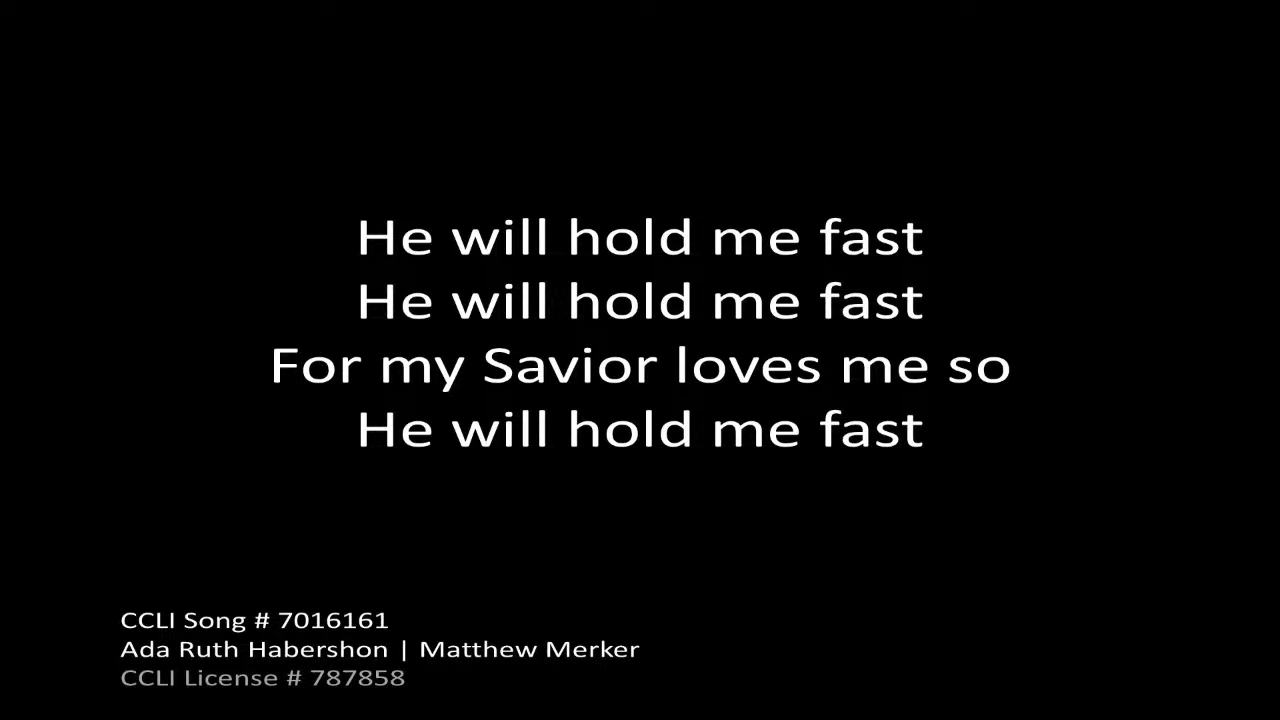 He will hold me fast
He will hold me fast
For my Savior loves me so
He will hold me fast
CCLI Song # 7016161
Ada Ruth Habershon | Matthew Merker
CCLI License # 787858